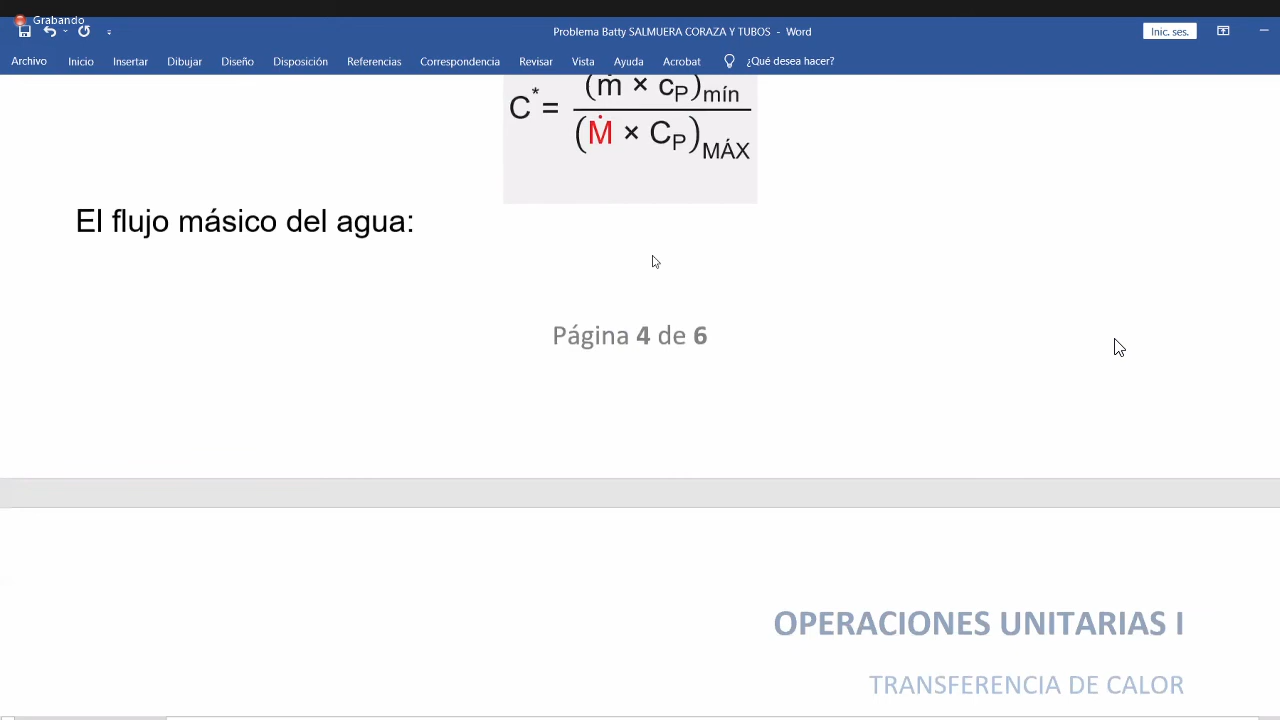 Grabando
Problema Batty SALMUERA CORAZA Y TUBOS - Word
Inic. ses.
Archivo Inicio Insertar Dibujar Diseño Disposición Referencias Correspondencia Revisar Vista Ayuda Acrobat ¿Qué desea hacer?
(ṁ × cP)mín
C* =
(Ṁ × CP)MÁX
El flujo másico del agua:
Página 4 de 6
OPERACIONES UNITARIAS I
TRANSFERENCIA DE CALOR